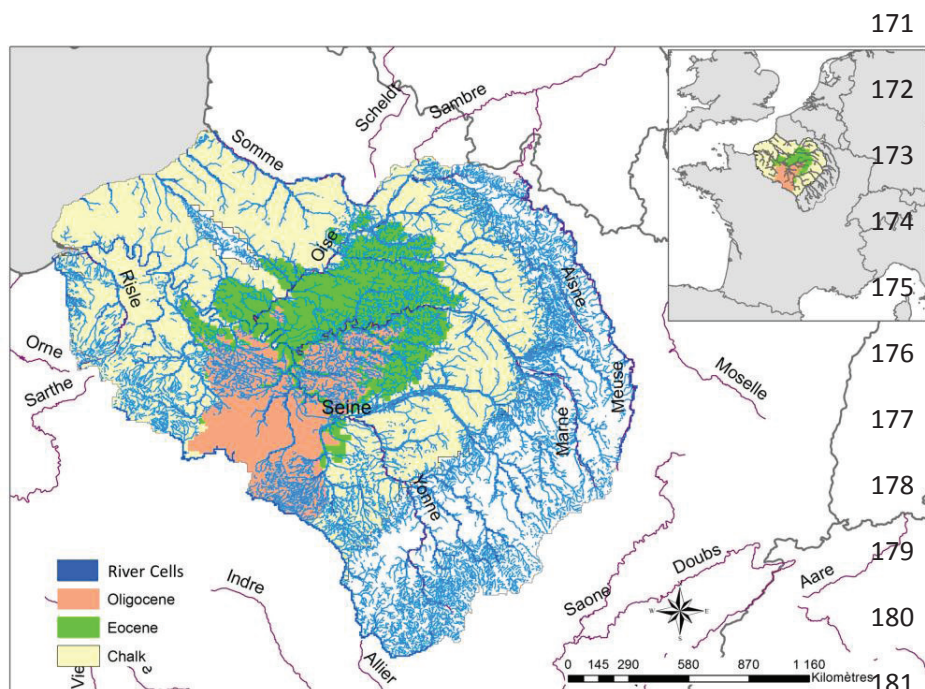 171
172
173
174
175
176
177
178
179
180
181
Scheldt
Sambre
Somme
Oise
Aisne
Risle
Orne
Sarthe
Seine
Marne
Meuse
Moselle
Yonne
Indre
Allier
Saone
Doubs
Aare
N
W E
S
River Cells
Oligocene
Eocene
Chalk
0 145 290 580 870 1 160
Kilomètres